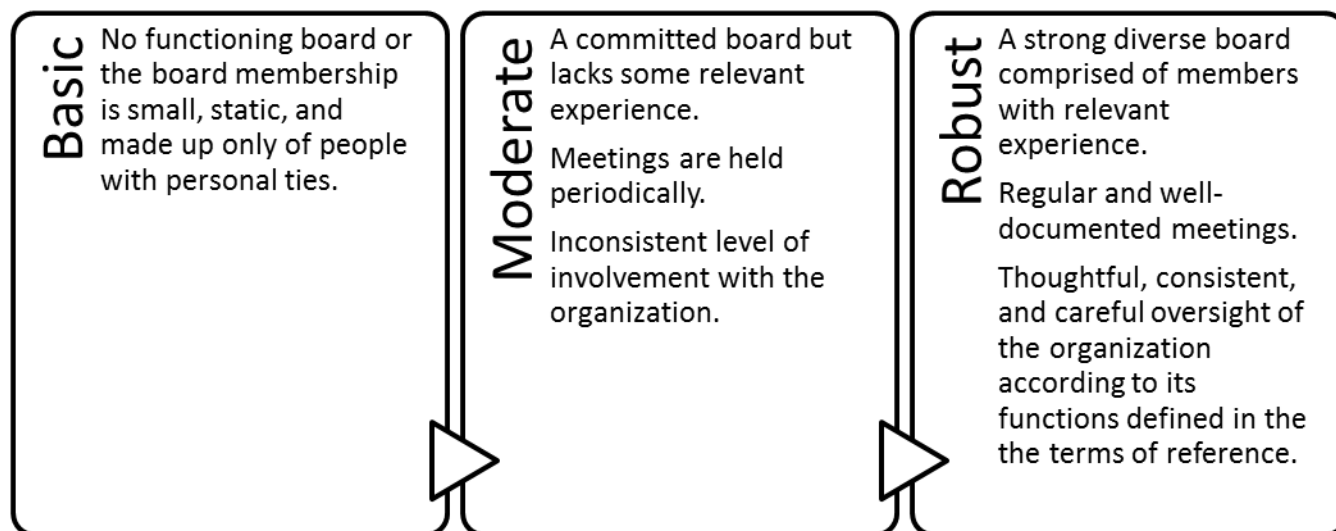 Basic
No functioning board or
the board membership
is small, static, and
made up only of people
with personal ties.
Moderate
A committed board but
lacks some relevant
experience.
Meetings are held
periodically.
Inconsistent level of
involvement with the
organization.
Robust
A strong diverse board
comprised of members
with relevant
experience.
Regular and well-
documented meetings.
Thoughtful, consistent,
and careful oversight of
the organization
according to its
functions defined in the
the terms of reference.